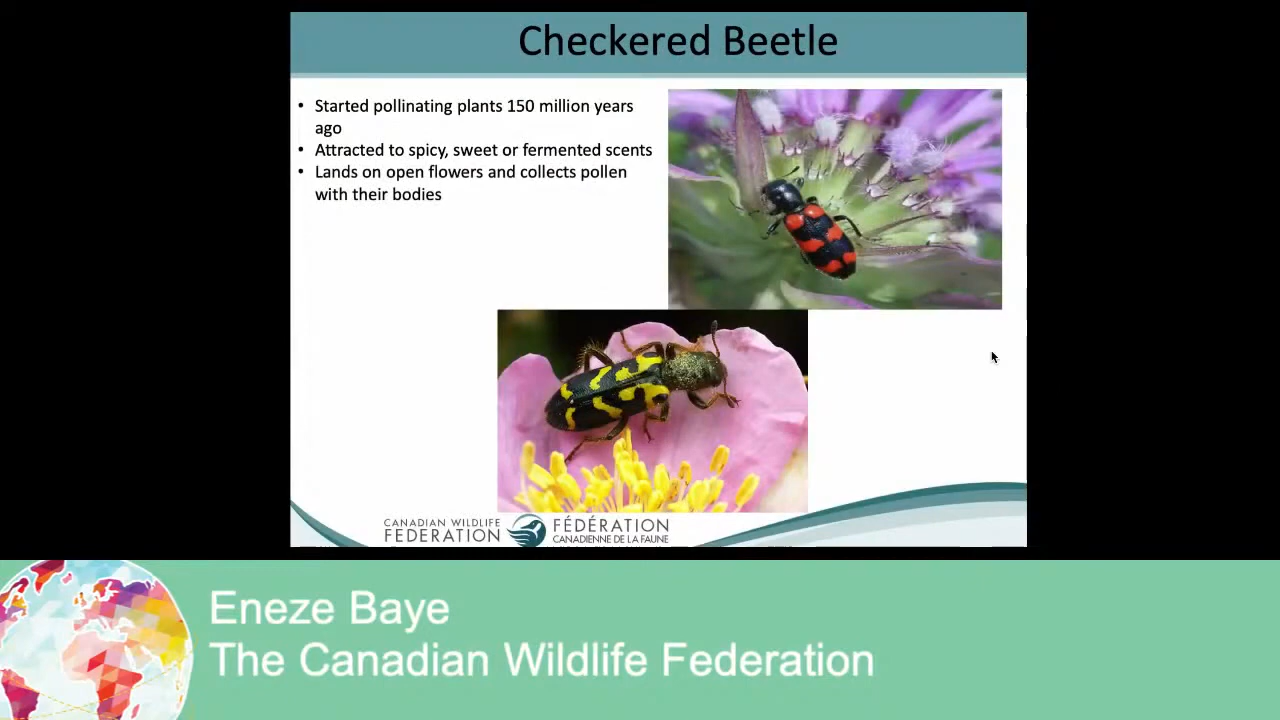 Checkered Beetle
• Started pollinating plants 150 million years
ago
• Attracted to spicy, sweet or fermented scents
• Lands on open flowers and collects pollen
with their bodies
CANADIAN WILDLIFE
FEDERATION
FÉDÉRATION
CANADIENNE DE LA FAUNE
Eneze Baye
The Canadian Wildlife Federation